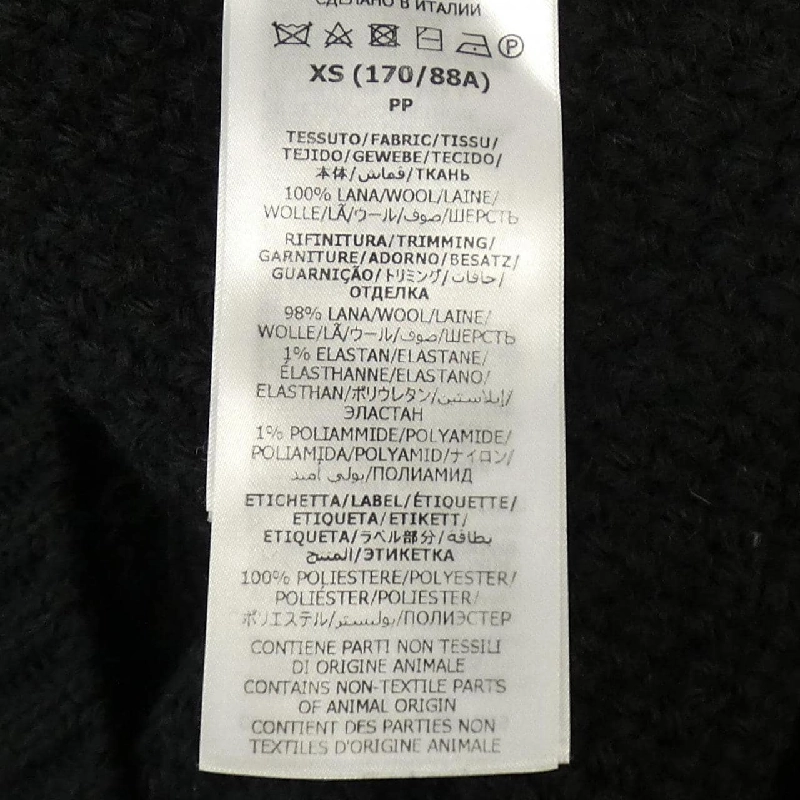 СДЕЛАНО В ИТАЛИИ
P
XS (170/88A)
PP
TESSUTO/FABRIC/TISSU/
TEJIDO/GEWEBE/TECIDO/
本体/قماش/ТКАНЬ
100% LANA/WOOL/LAINE/
WOLLE/LÃ/ウール/صوف/ШЕРСТЬ
RIFINITURA/TRIMMING/
GARNITURE/ADORNO/BESATZ/
GUARNIÇÃO/トリミング/حافات/
ОТДЕЛКА
98% LANA/WOOL/LAINE/
WOLLE/LÃ/ウール/صوف/ШЕРСТЬ
1% ELASTAN/ELASTANE/
ÉLASTHANNE/ELASTANO/
ELASTHAN/ポリウレタン/إيلاستين/
ЭЛАСТАН
1% POLIAMMIDE/POLYAMIDE/
POLIAMIDA/POLYAMID/ナイロン/
بولي أميد/ПОЛИАМИД
ETICHETTA/LABEL/ÉTIQUETTE/
ETIQUETA/ETIKETT/
ETIQUETA/ラベル部分/بطاقة
المنتج/ЭТИКЕТКА
100% POLIESTERE/POLYESTER/
POLIÉSTER/POLIESTER/
ポリエステル/بوليستر/ПОЛИЭСТЕР
CONTIENE PARTI NON TESSILI
DI ORIGINE ANIMALE
CONTAINS NON-TEXTILE PARTS
OF ANIMAL ORIGIN
CONTIENT DES PARTIES NON
TEXTILES D'ORIGINE ANIMALE